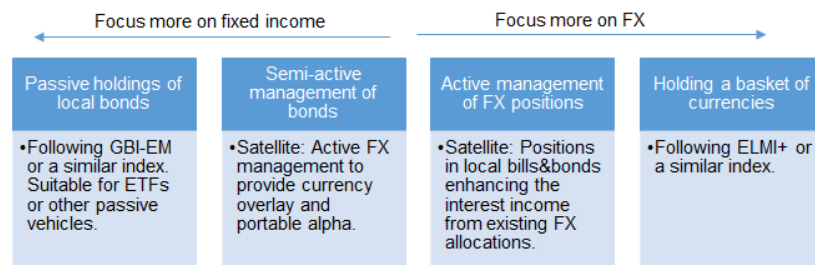 Focus more on fixed income
Focus more on FX
Passive holdings of
local bonds
•Following GBI-EM
or a similar index.
Suitable for ETFs
or other passive
vehicles.
Semi-active
management of
bonds
•Satellite: Active FX
management to
provide currency
overlay and
portable alpha.
Active management
of FX positions
•Satellite: Positions
in local bills&bonds
enhancing the
interest income
from existing FX
allocations.
Holding a basket of
currencies
•Following ELMI+ or
a similar index.